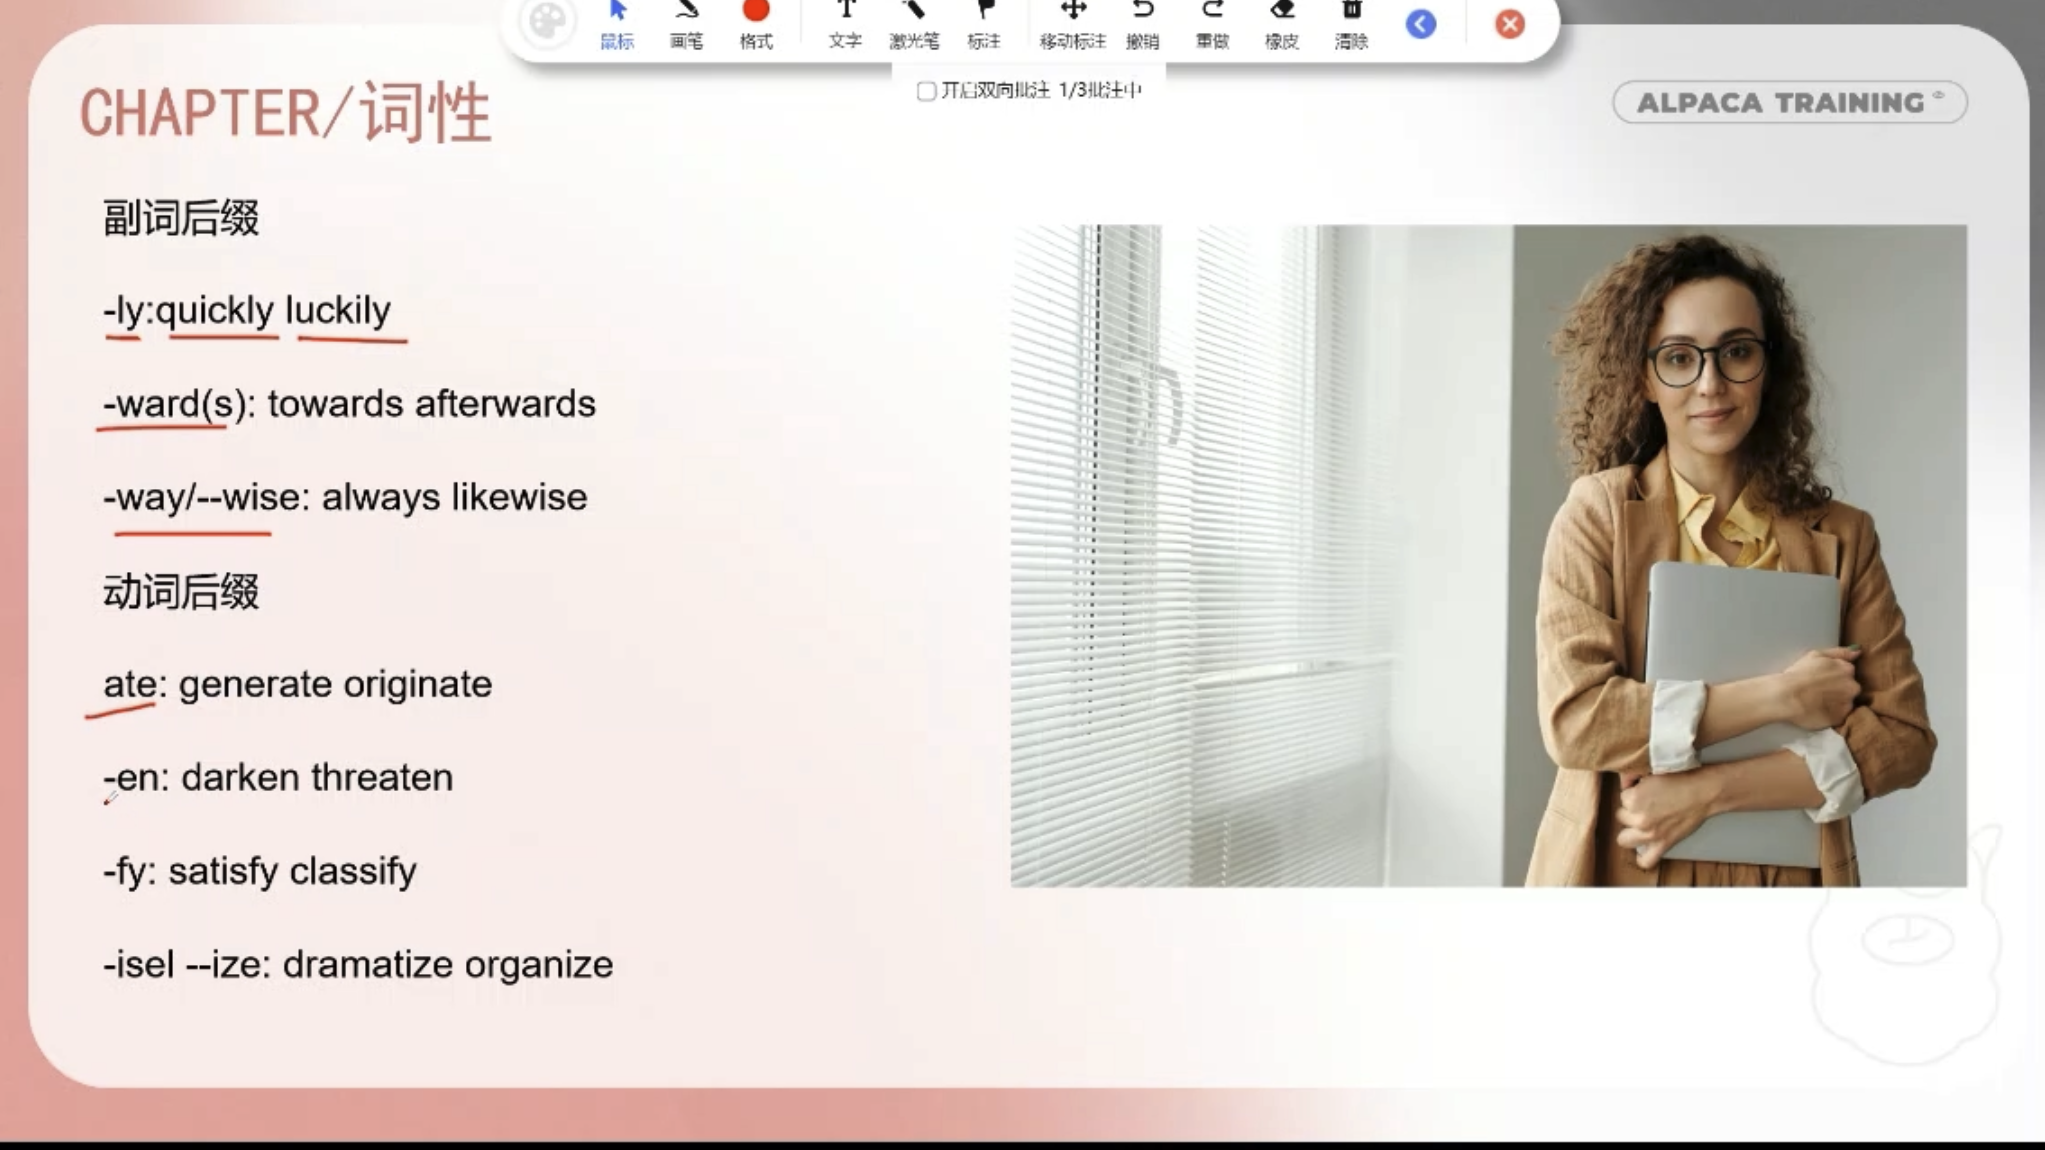 鼠标 画笔 格式 文字 激光笔 标注 移动标注 撤销 重做 橡皮 清除
开启双向批注 1/3批注中
CHAPTER/词性
ALPACA TRAINING
副词后缀
-ly:quickly luckily
-ward(s): towards afterwards
-way/--wise: always likewise
动词后缀
ate: generate originate
-en: darken threaten
-fy: satisfy classify
-isel --ize: dramatize organize